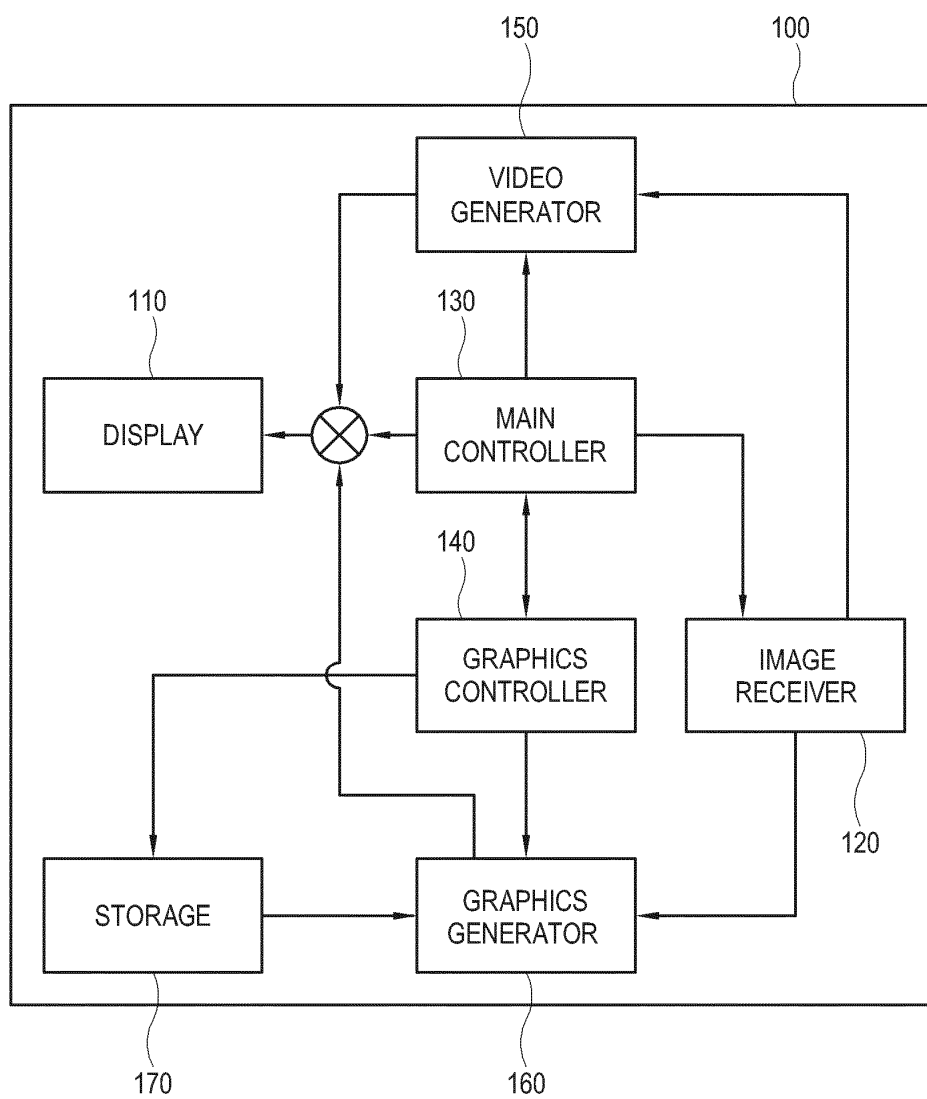 150
100
VIDEO
GENERATOR
110
130
DISPLAY
MAIN
CONTROLLER
140
GRAPHICS
CONTROLLER
IMAGE
RECEIVER
120
STORAGE
GRAPHICS
GENERATOR
170
160